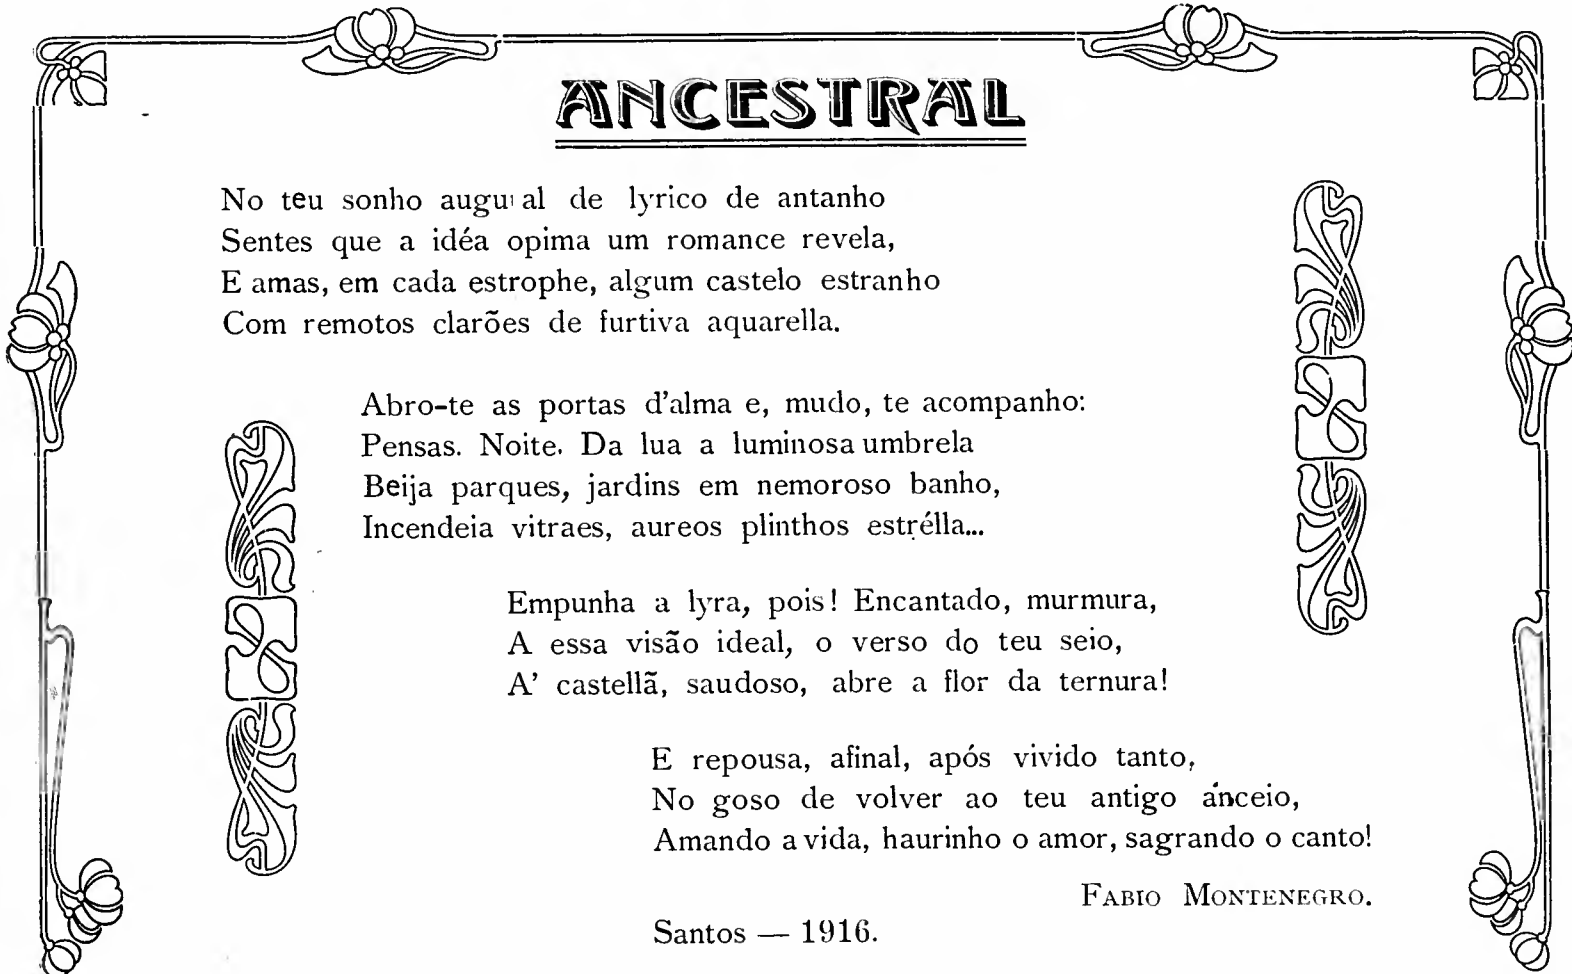 ANCESTRAL
No teu sonho augural de lyrico de antanho
Sentes que a idéa opima um romance revela,
E amas, em cada estrophe, algum castelo estranho
Com remotos clarões de furtiva aquarella.
Abro-te as portas d'alma e, mudo, te acompanho:
Pensas. Noite. Da lua a luminosa umbrela
Beija parques, jardins em nemoroso banho,
Incendeia vitraes, aureos plinthos estrélla...
Empunha a lyra, pois! Encantado, murmura,
A essa visão ideal, o verso do teu seio,
A' castellã, saudoso, abre a flor da ternura!
E repousa, afinal, após vivido tanto,
No goso de volver ao teu antigo ánceio,
Amando a vida, haurinho o amor, sagrando o canto!
FABIO MONTENEGRO.
Santos — 1916.